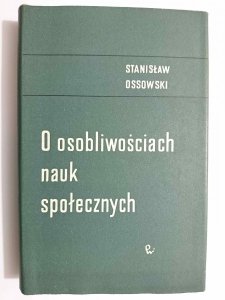 STANISŁAW
OSSOWSKI
O osobliwościach
nauk
społecznych